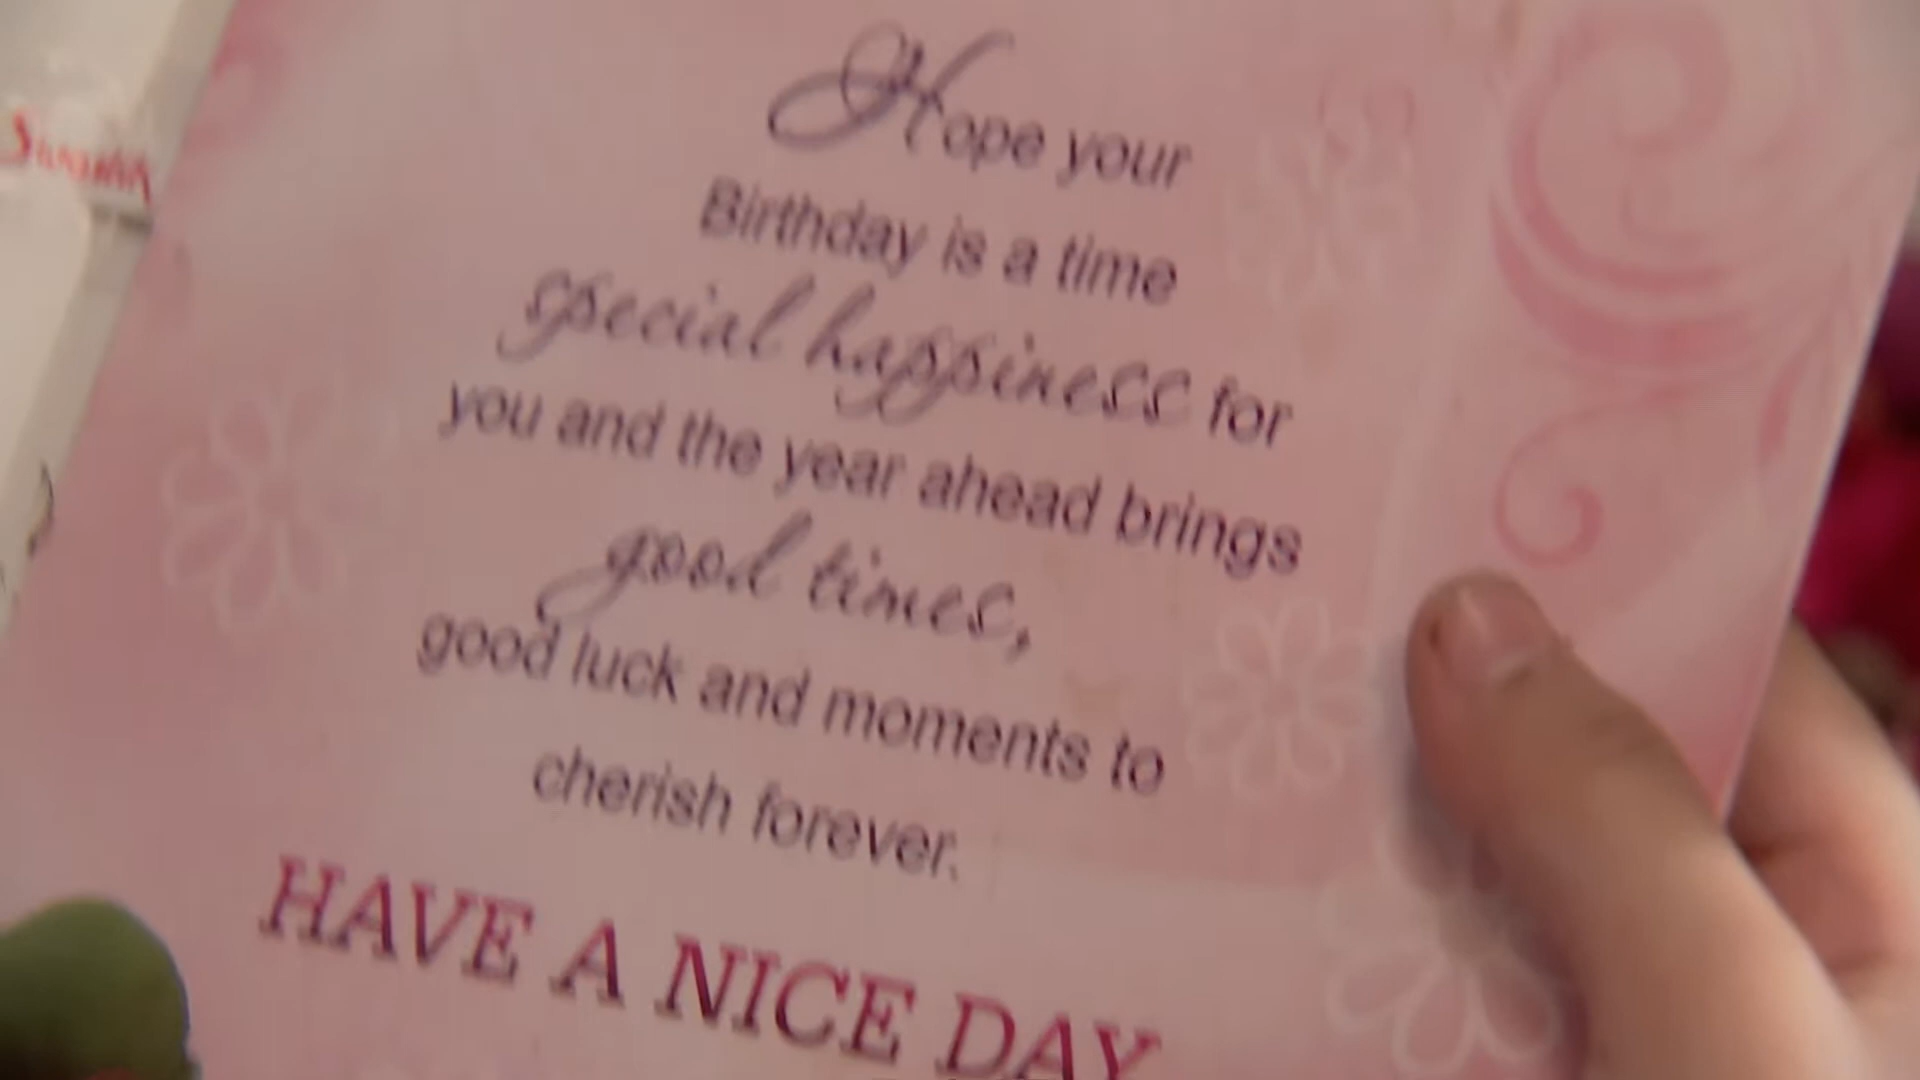 Hope your
Birthday is a time
special happiness for
you and the year ahead brings
good times,
good luck and moments to
cherish forever.
HAVE A NICE DAY